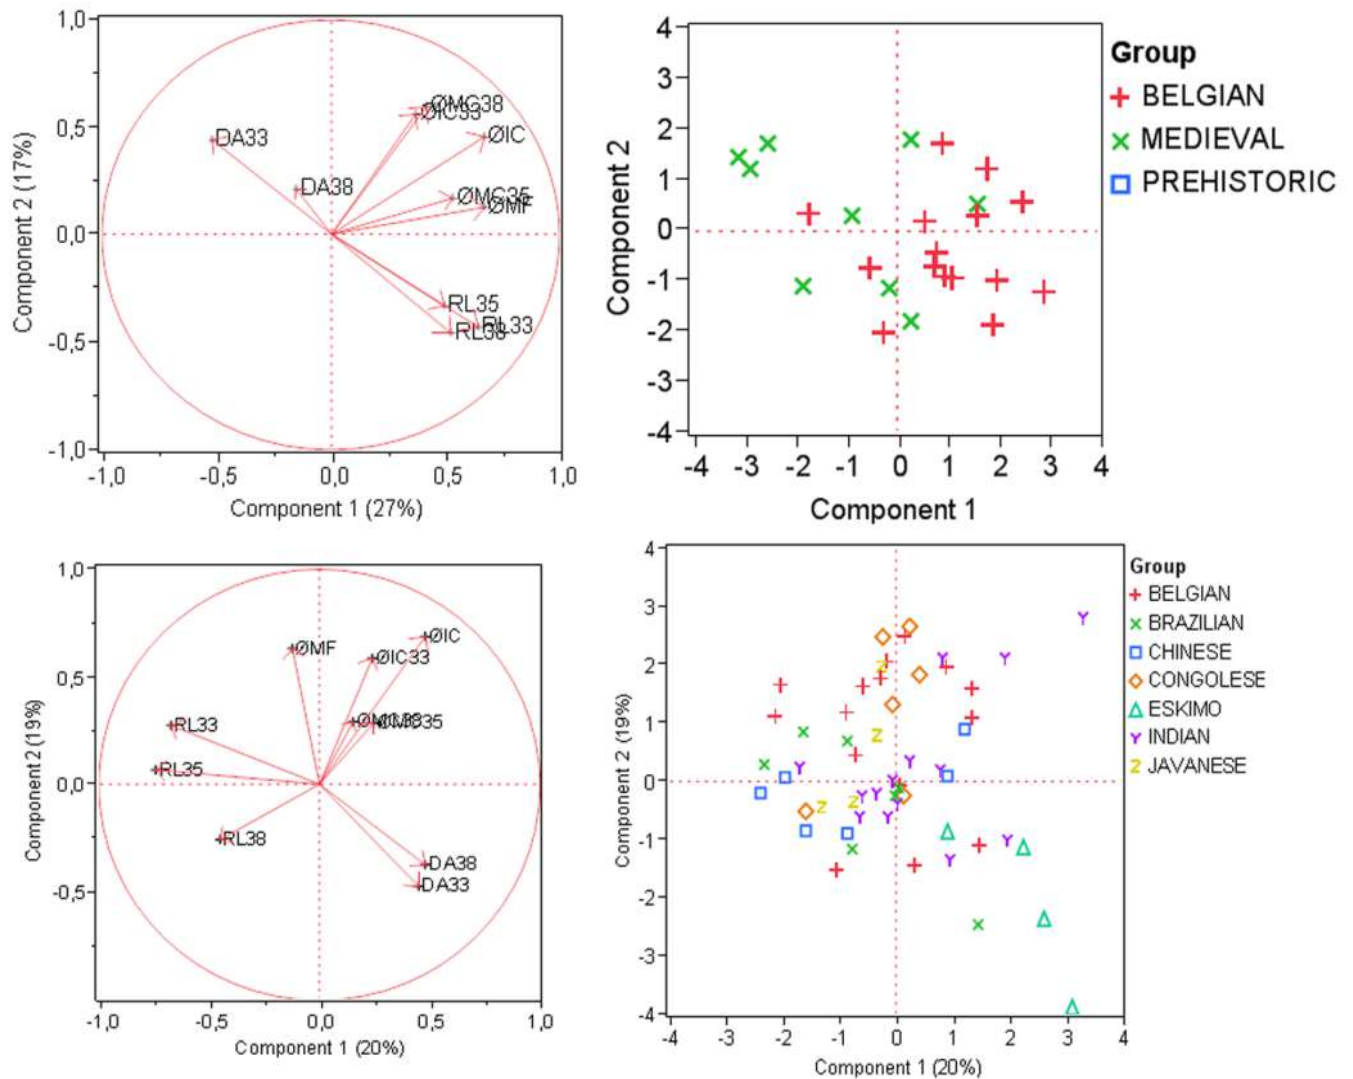 1,0
0,5
0,0
-0,5
-1,0
Component 2 (17%)
ØMC38
ØIC33
ØIC
DA33
DA38
ØMC35
ØMF
RL35
RL33
RL38
-1,0 -0,5 0,0 0,5 1,0
Component 1 (27%)
4
3
2
1
0
-1
-2
-3
-4
Component 2
-4 -3 -2 -1 0 1 2 3 4
Component 1
Group
BELGIAN
MEDIEVAL
PREHISTORIC
1,0
0,5
0,0
-0,5
Component 2 (19%)
ØIC
ØMF
ØIC33
ØMC35
RL33
RL35
RL38
DA38
DA33
-1,0 -0,5 0,0 0,5 1,0
Component 1 (20%)
4
3
2
1
0
-1
-2
-3
-4
Component 2 (19%)
-4 -3 -2 -1 0 1 2 3 4
Component 1 (20%)
Group
BELGIAN
BRAZILIAN
CHINESE
CONGOLESE
ESKIMO
INDIAN
JAVANESE